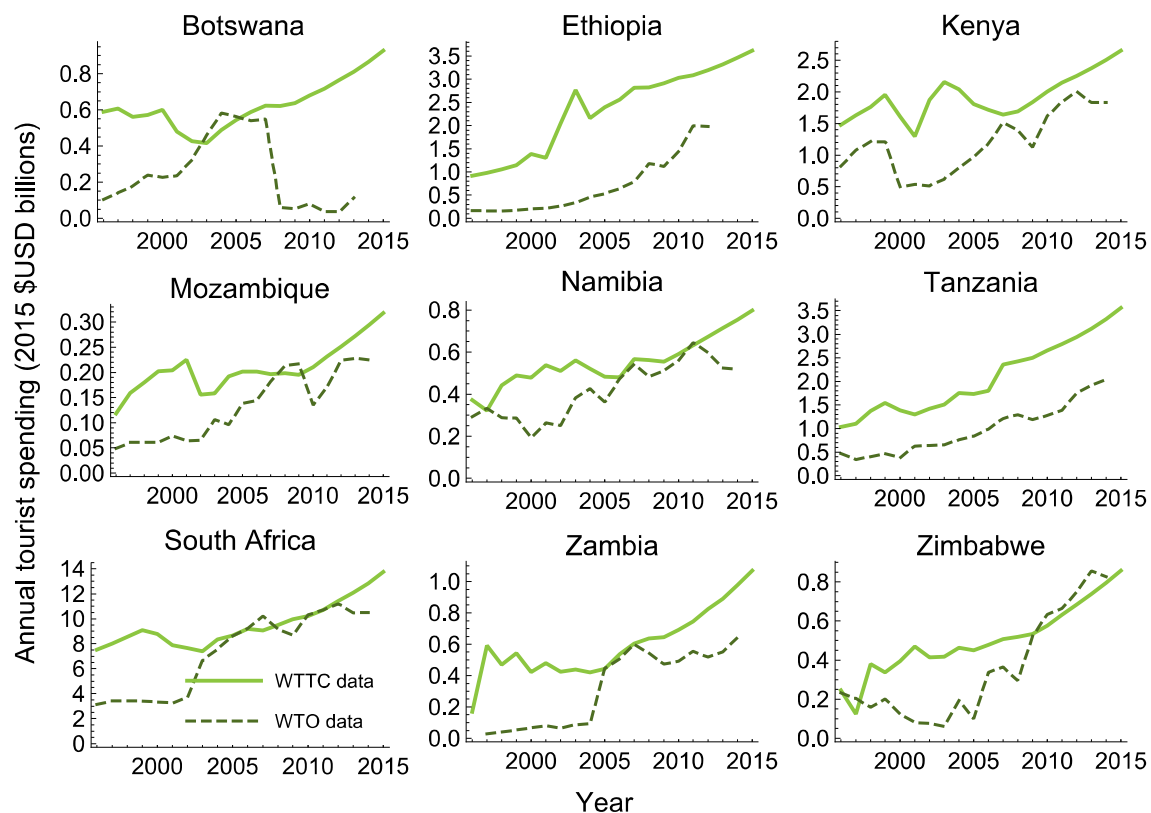 Annual tourist spending (2015 $USD billions)
Botswana
0.8
0.6
0.4
0.2
0.0
2000 2005 2010 2015
Ethiopia
3.5
3.0
2.5
2.0
1.5
1.0
0.5
0.0
2000 2005 2010 2015
Kenya
2.5
2.0
1.5
1.0
0.5
0.0
2000 2005 2010 2015
Mozambique
0.30
0.25
0.20
0.15
0.10
0.05
0.00
2000 2005 2010 2015
Namibia
0.8
0.6
0.4
0.2
0.0
2000 2005 2010 2015
Tanzania
3.5
3.0
2.5
2.0
1.5
1.0
0.5
0.0
2000 2005 2010 2015
South Africa
14
12
10
8
6
4
2
0
WTTC data
WTO data
2000 2005 2010 2015
Zambia
1.0
0.8
0.6
0.4
0.2
0.0
2000 2005 2010 2015
Zimbabwe
0.8
0.6
0.4
0.2
0.0
2000 2005 2010 2015
Year